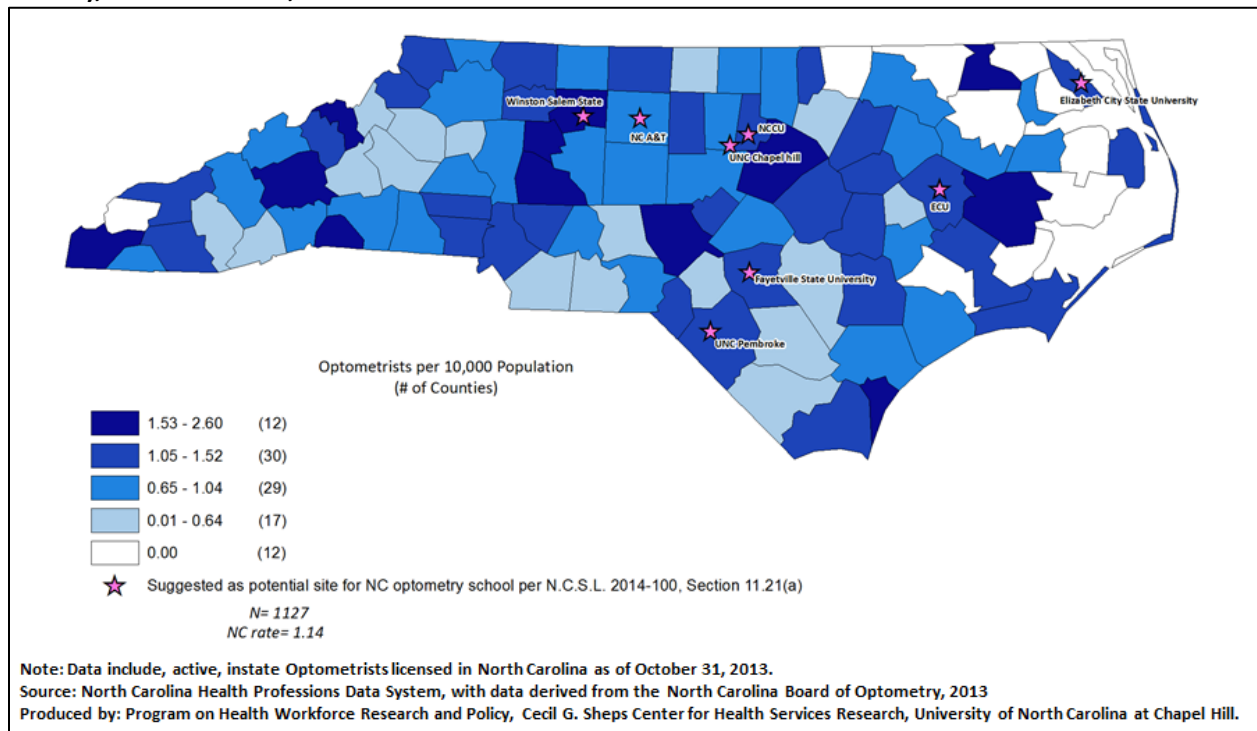 Winston Salem State
NC A&T
NCCU
UNC-Chapel hill
Elizabeth City State University
ECU
Fayetville State University
UNC-Pembroke
Optometrists per 10,000 Population
(# of Counties)
1.53 - 2.60 (12)
1.05 - 1.52 (30)
0.65 - 1.04 (29)
0.01 - 0.64 (17)
0.00 (12)
Suggested as potential site for NC optometry school per N.C.S.L. 2014-100, Section 11.21(a)
N= 1127
NC rate= 1.14
Note: Data include, active, instate Optometrists licensed in North Carolina as of October 31, 2013.
Source: North Carolina Health Professions Data System, with data derived from the North Carolina Board of Optometry, 2013
Produced by: Program on Health Workforce Research and Policy, Cecil G. Sheps Center for Health Services Research, University of North Carolina at Chapel Hill.